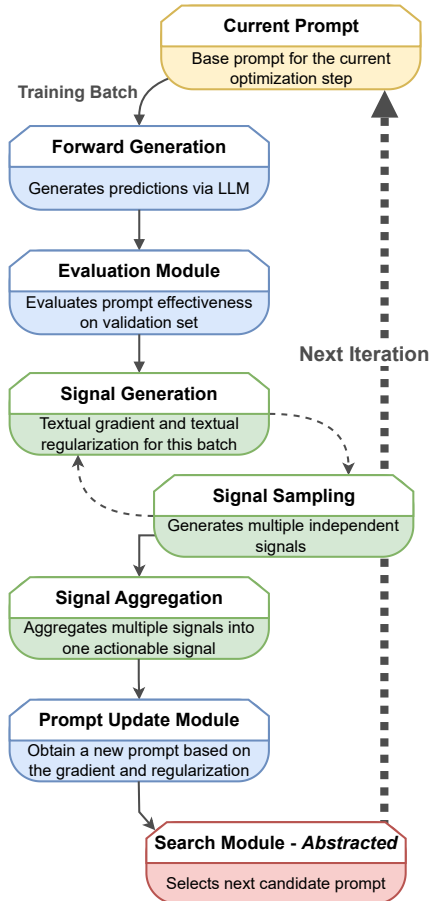 Current Prompt
Base prompt for the current
optimization step
Training Batch
Forward Generation
Generates predictions via LLM
Evaluation Module
Evaluates prompt effectiveness
on validation set
Next Iteration
Signal Generation
Textual gradient and textual
regularization for this batch
Signal Sampling
Generates multiple independent
signals
Signal Aggregation
Aggregates multiple signals into
one actionable signal
Prompt Update Module
Obtain a new prompt based on
the gradient and regularization
Search Module - Abstracted
Selects next candidate prompt